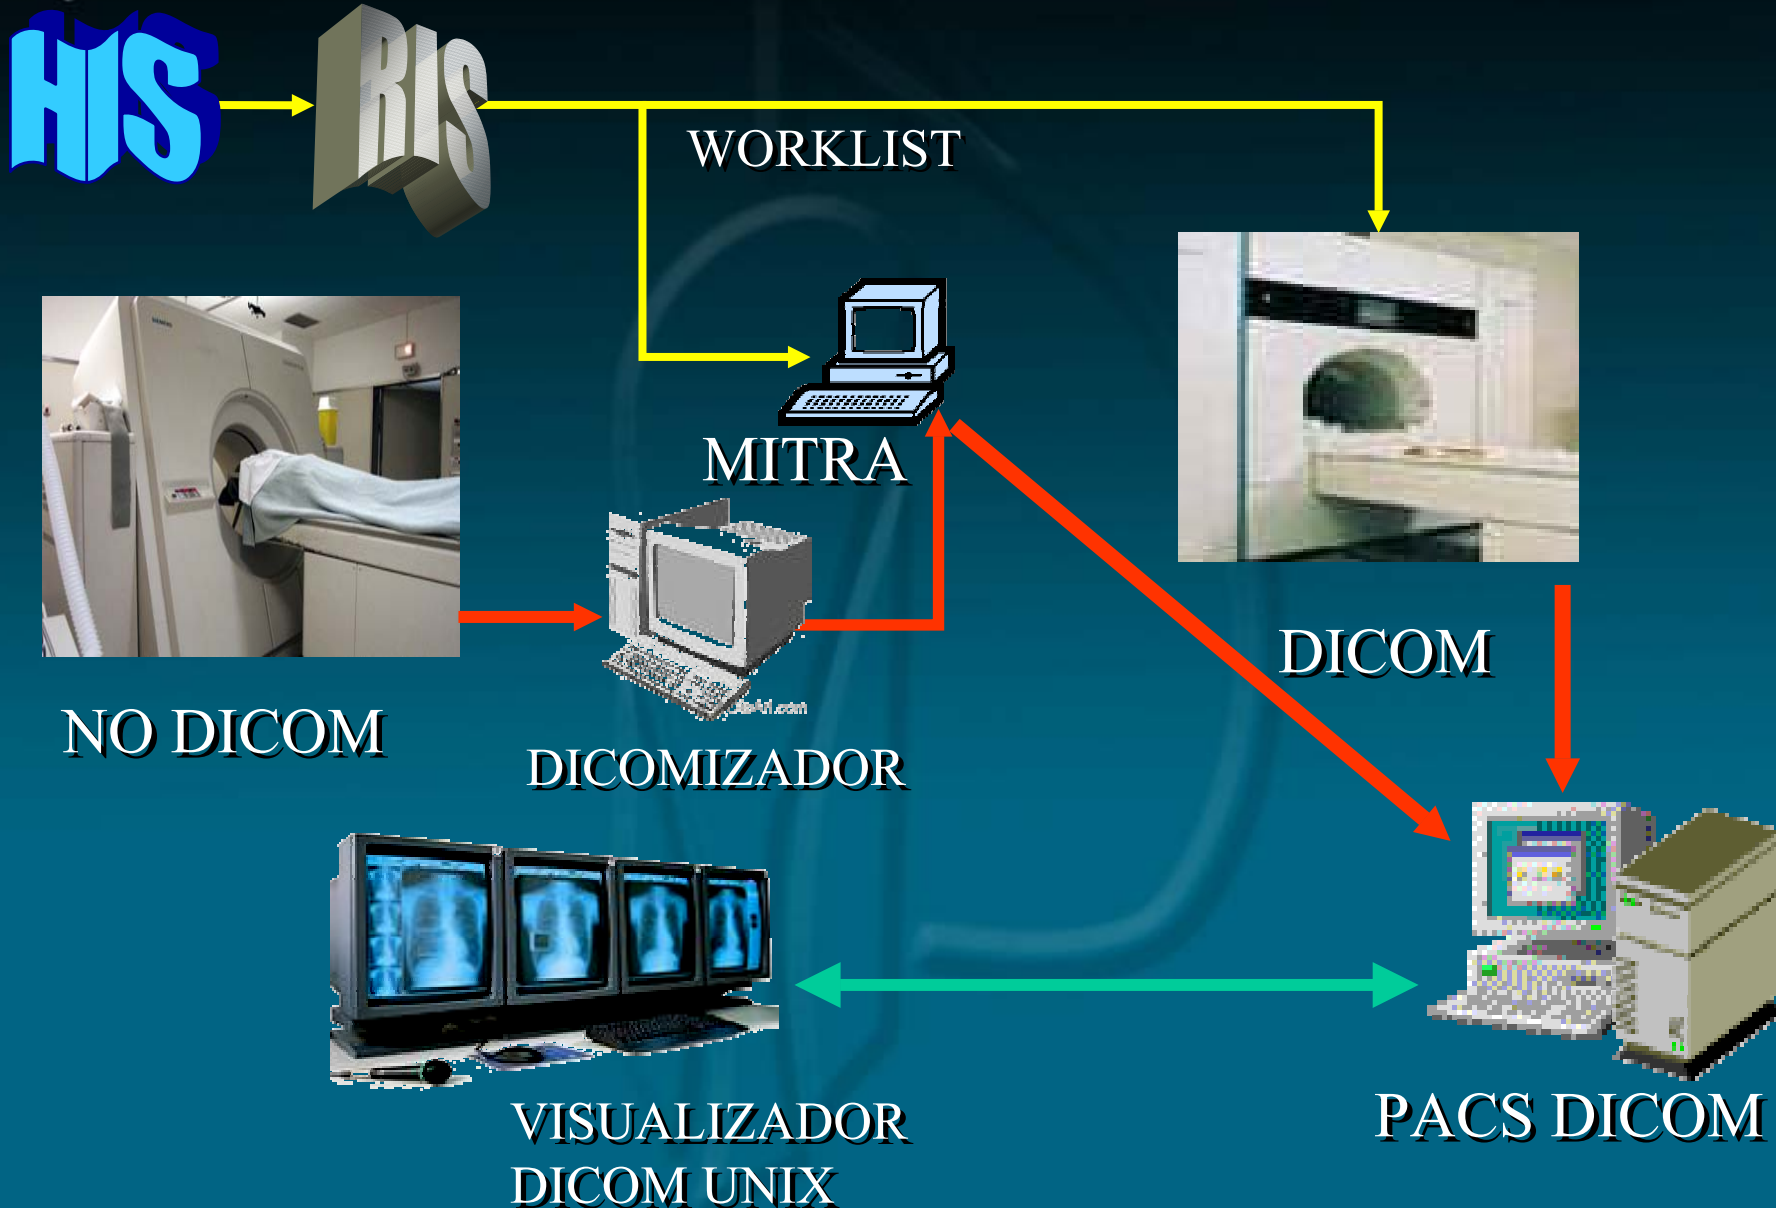 HIS
RIS
WORKLIST
MITRA
DICOM
NO DICOM
DICOMIZADOR
VISUALIZADOR
DICOM UNIX
PACS DICOM